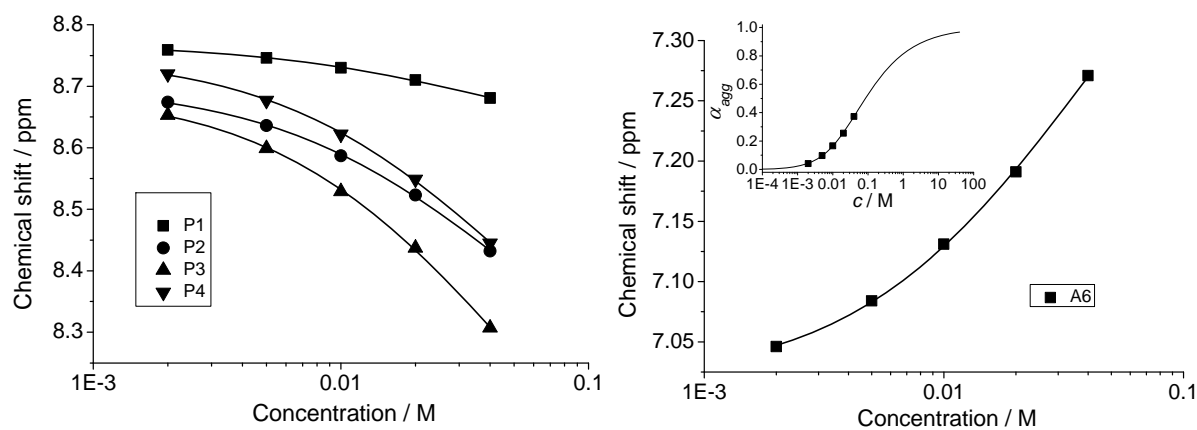 8.8
8.7
8.6
8.5
8.4
8.3
Chemical shift / ppm
P1
P2
P3
P4
1E-3
0.01
0.1
Concentration / M
7.30
7.25
7.20
7.15
7.10
7.05
Chemical shift / ppm
1.0
0.8
0.6
0.4
0.2
0.0
αagg
1E-4
1E-3
0.01
0.1
1
10
100
c / M
A6
1E-3
0.01
0.1
Concentration / M